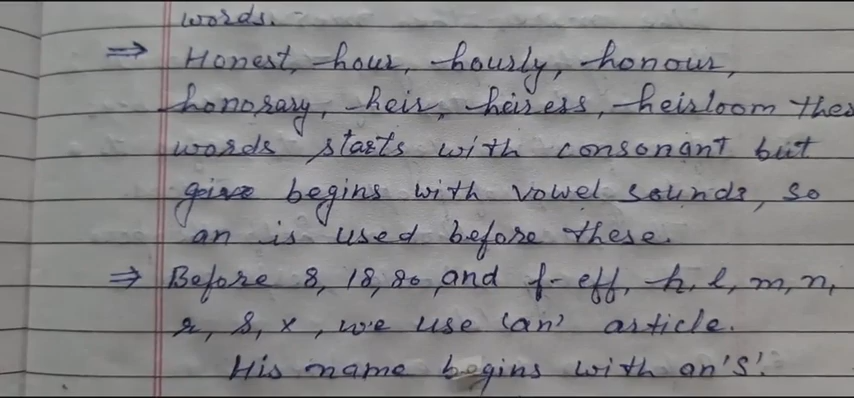 words.
⇒ Honest, hour, hourly, honour,
honorary, heir, heiress, heirloom thes
words starts with consonant but
begins with vowel sounds, so
an is used before these.
⇒ Before 8, 18, 80, and f- eff, h, l, m, n,
r, s, x, we use 'an' article.
His name begins with an 'S'.